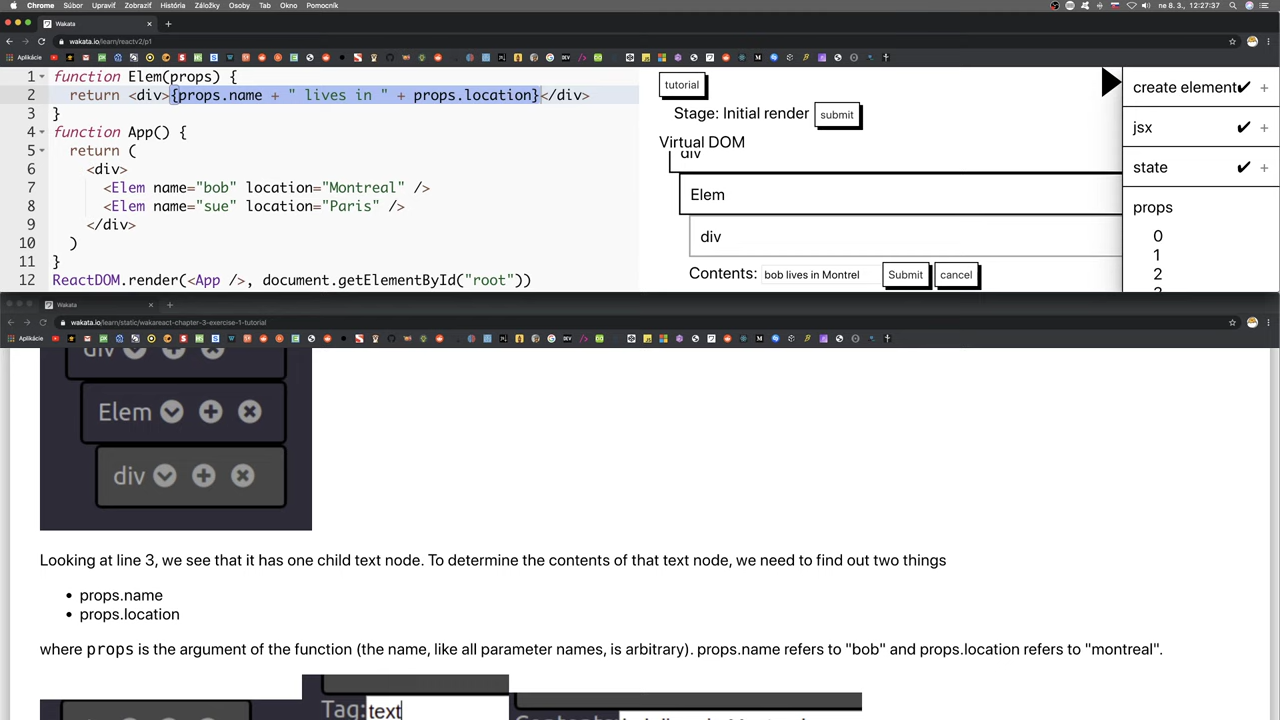 Chrome Súbor Upraviť Zobraziť História Záložky Osoby Tab Okno Pomocník ne 8. 3., 12:27:37
Wakata
wakata.io/learn/reactv2/p1
Aplikácie
1 function Elem(props) {
2 return <div>{props.name + " lives in " + props.location}</div>
3 }
4 function App() {
5 return (
6 <div>
7 <Elem name="bob" location="Montreal" />
8 <Elem name="sue" location="Paris" />
9 </div>
10 )
11 }
12 ReactDOM.render(<App />, document.getElementById("root"))
tutorial
Stage: Initial render submit
Virtual DOM
div
Elem
div
Contents: bob lives in Montrel Submit cancel
create element ✔ +
jsx ✔ +
state ✔ +
props
0
1
2
Wakata
wakata.io/learn/static/wakareact-chapter-3-exercise-1-tutorial
Aplikácie
div
Elem
div
Looking at line 3, we see that it has one child text node. To determine the contents of that text node, we need to find out two things
• props.name
• props.location
where props is the argument of the function (the name, like all parameter names, is arbitrary). props.name refers to "bob" and props.location refers to "montreal".
Tag: text